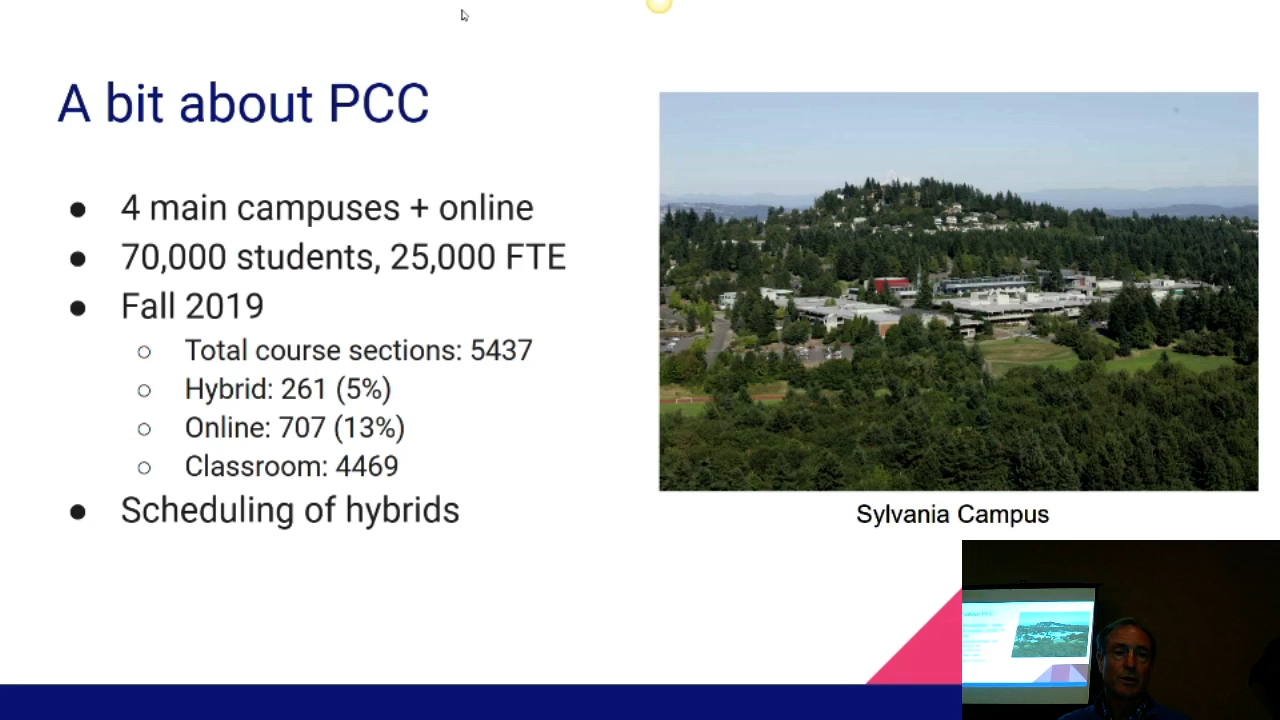 A bit about PCC
● 4 main campuses + online
● 70,000 students, 25,000 FTE
● Fall 2019
○ Total course sections: 5437
○ Hybrid: 261 (5%)
○ Online: 707 (13%)
○ Classroom: 4469
● Scheduling of hybrids
Sylvania Campus